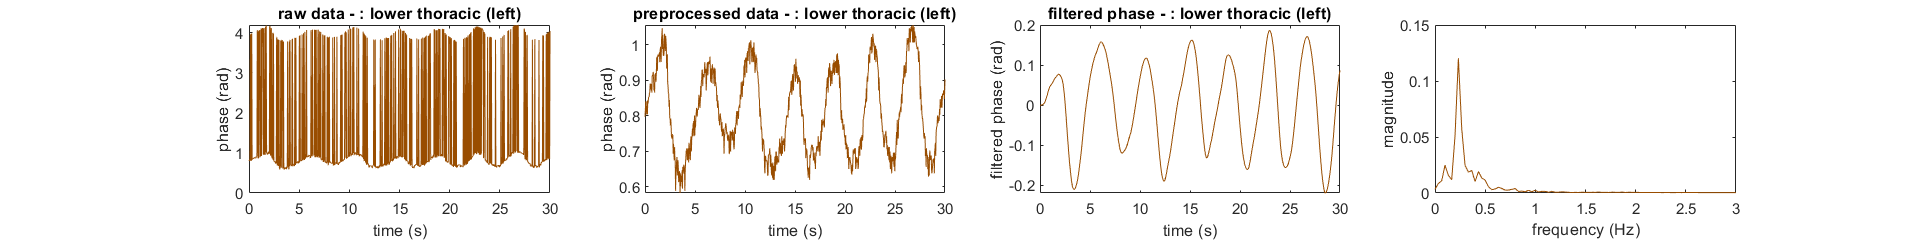 raw data - : lower thoracic (left)
phase (rad)
4
3
2
1
0
0 5 10 15 20 25 30
time (s)
preprocessed data - : lower thoracic (left)
phase (rad)
1
0.9
0.8
0.7
0.6
0 5 10 15 20 25 30
time (s)
filtered phase - : lower thoracic (left)
filtered phase (rad)
0.2
0.1
0
-0.1
-0.2
0 5 10 15 20 25 30
time (s)
magnitude
0.15
0.1
0.05
0
0 0.5 1 1.5 2 2.5 3
frequency (Hz)